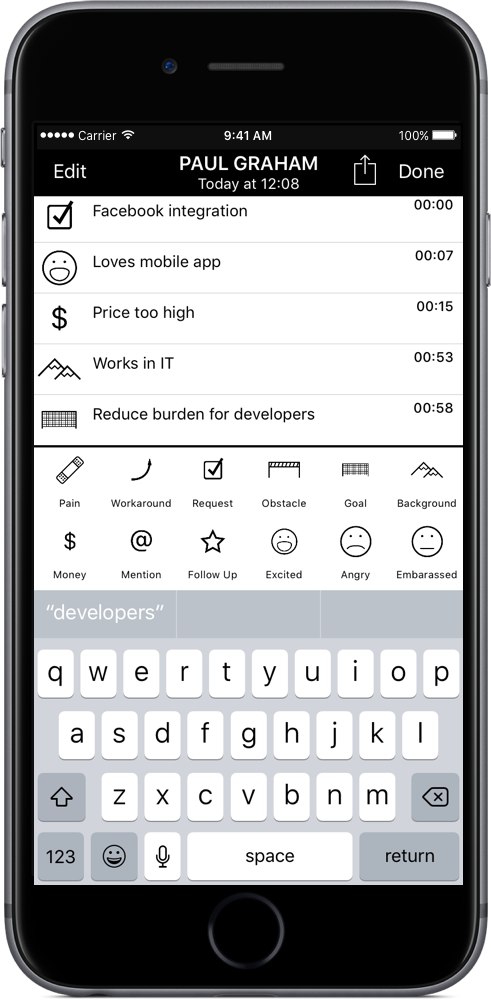 Carrier 9:41 AM 100%
Edit PAUL GRAHAM Done
Today at 12:08
Facebook integration 00:00
Loves mobile app 00:07
$ Price too high 00:15
Works in IT 00:53
Reduce burden for developers 00:58
Pain Workaround Request Obstacle Goal Background
$ @
Money Mention Follow Up Excited Angry Embarassed
“developers”
q w e r t y u i o p
a s d f g h j k l
z x c v b n m
123 space return